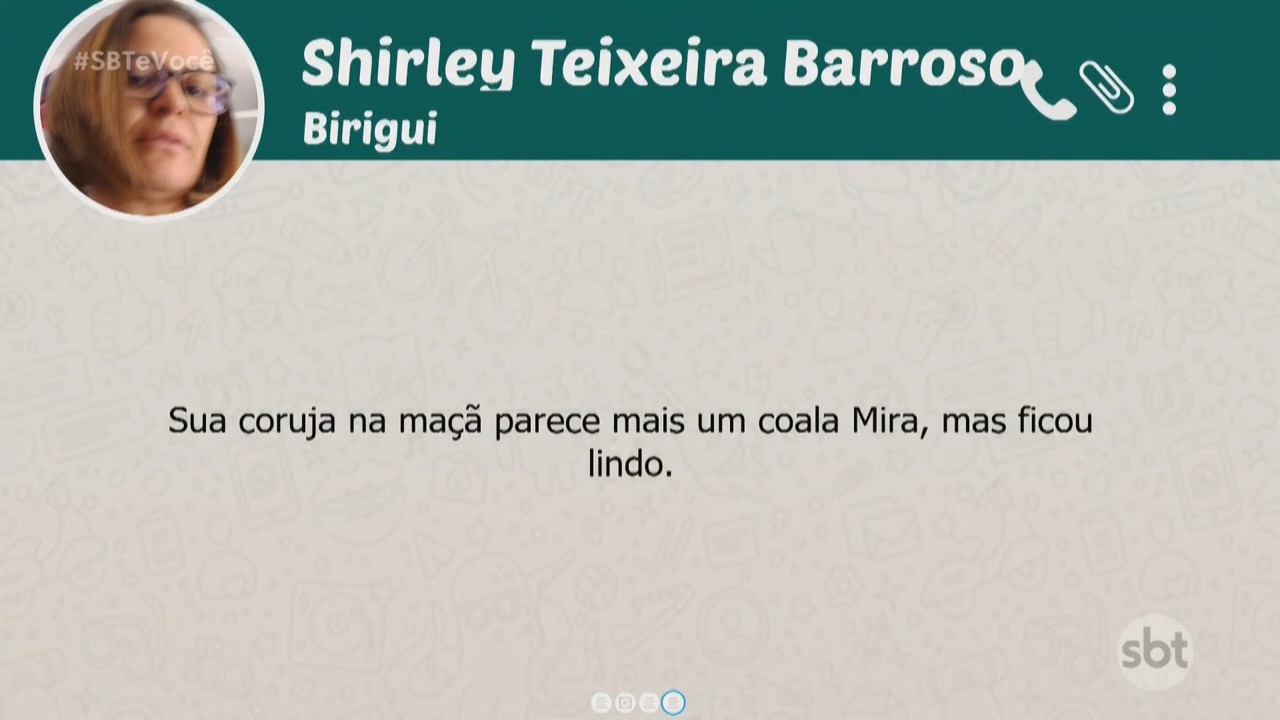 #SBTeVocê
Shirley Teixeira Barroso
Birigui
Sua coruja na maçã parece mais um coala Mira, mas ficou
lindo.
sbt